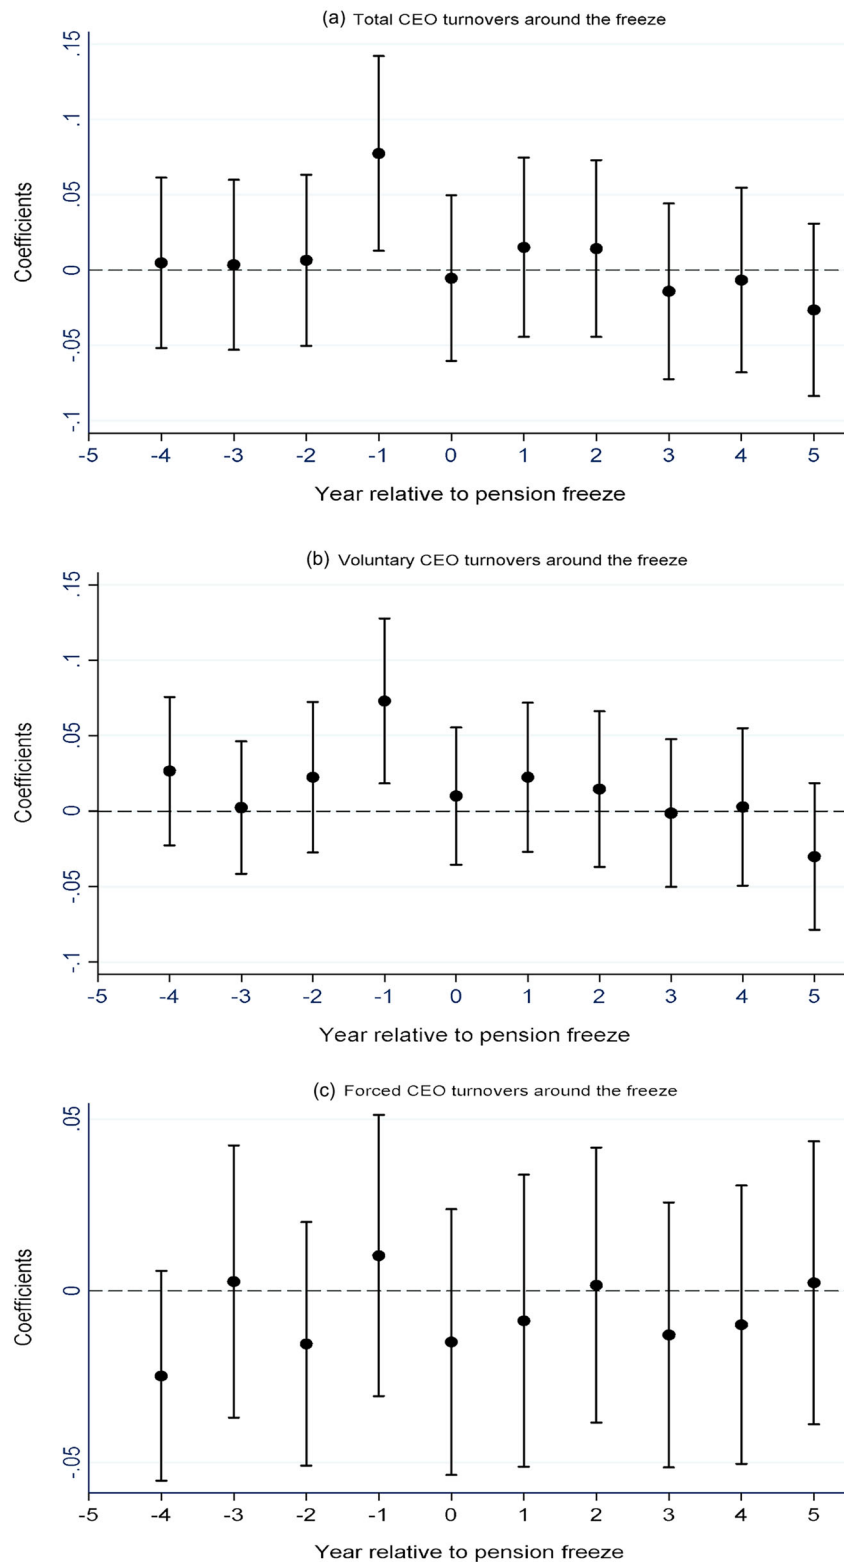 (a) Total CEO turnovers around the freeze
.15
.1
.05
0
-.05
-.1
Coefficients
-5 -4 -3 -2 -1 0 1 2 3 4 5
Year relative to pension freeze
(b) Voluntary CEO turnovers around the freeze
.15
.1
.05
0
-.05
-.1
Coefficients
-5 -4 -3 -2 -1 0 1 2 3 4 5
Year relative to pension freeze
(c) Forced CEO turnovers around the freeze
.05
0
-.05
Coefficients
-5 -4 -3 -2 -1 0 1 2 3 4 5
Year relative to pension freeze